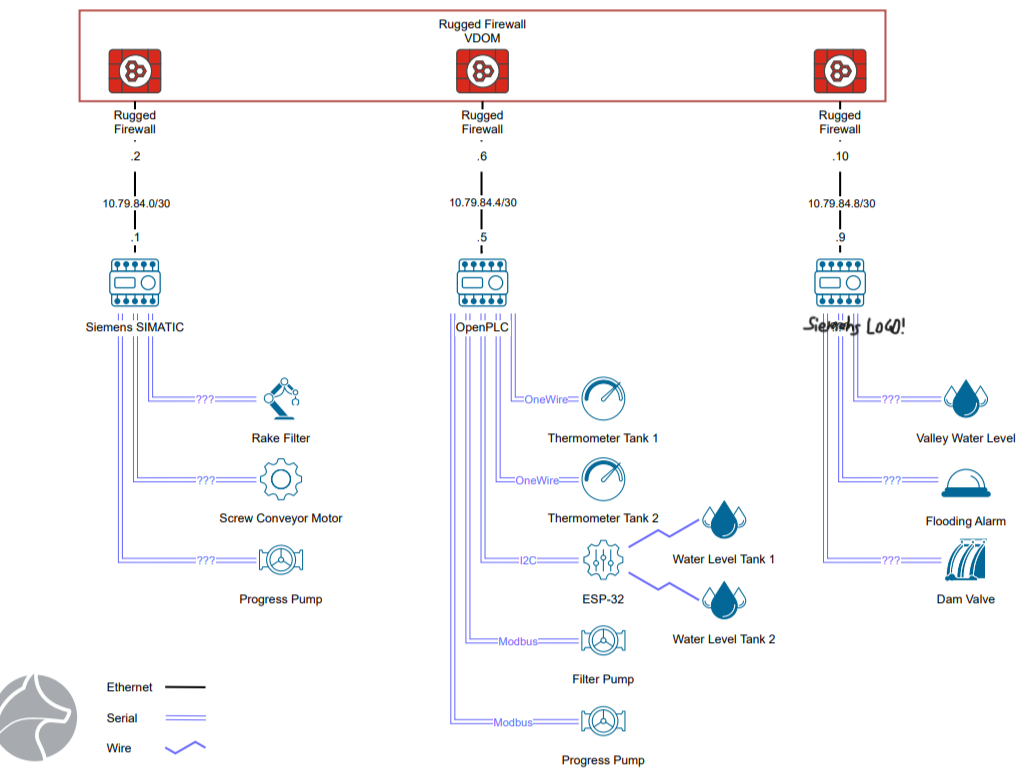 Rugged Firewall
VDOM
Rugged
Firewall
Rugged
Firewall
Rugged
Firewall
.2
.6
.10
10.79.84.0/30
10.79.84.4/30
10.79.84.8/30
.1
.5
.9
Siemens SIMATIC
OpenPLC
Siemens LOGO!
???
Rake Filter
???
Screw Conveyor Motor
???
Progress Pump
OneWire
Thermometer Tank 1
OneWire
Thermometer Tank 2
I2C
ESP-32
Water Level Tank 1
Water Level Tank 2
Modbus
Filter Pump
Modbus
Progress Pump
???
Valley Water Level
???
Flooding Alarm
???
Dam Valve
Ethernet
Serial
Wire